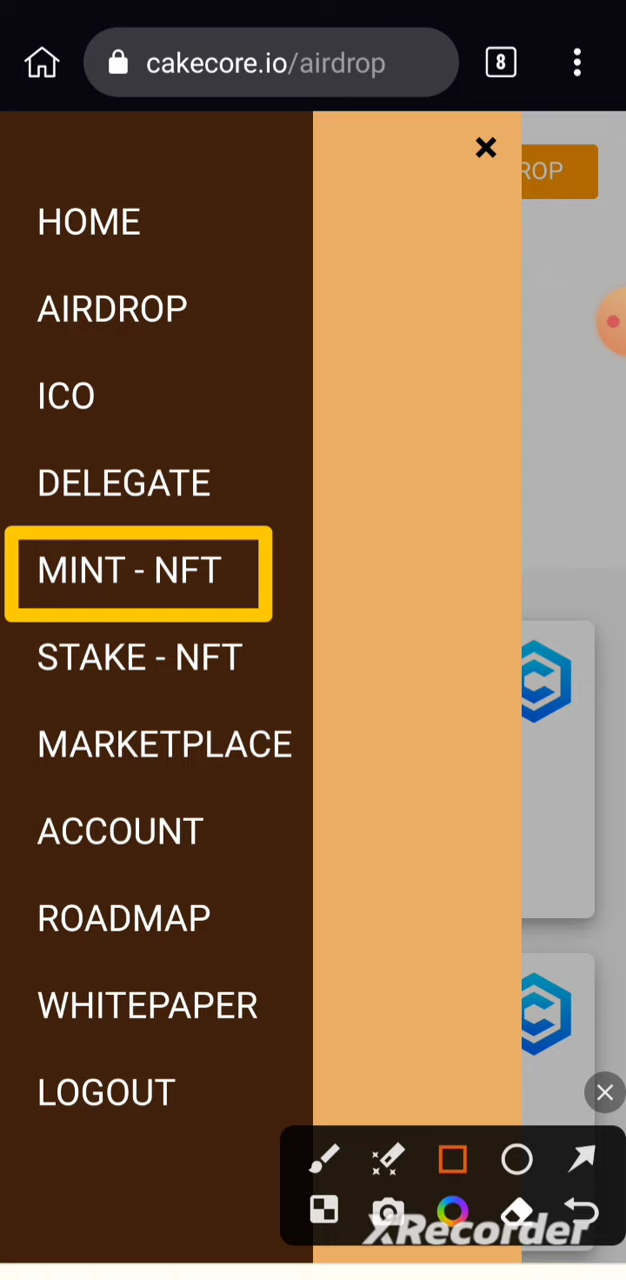 cakecore.io/airdrop
8
ROP
HOME
AIRDROP
ICO
DELEGATE
MINT - NFT
STAKE - NFT
MARKETPLACE
ACCOUNT
ROADMAP
WHITEPAPER
LOGOUT
XRecorder